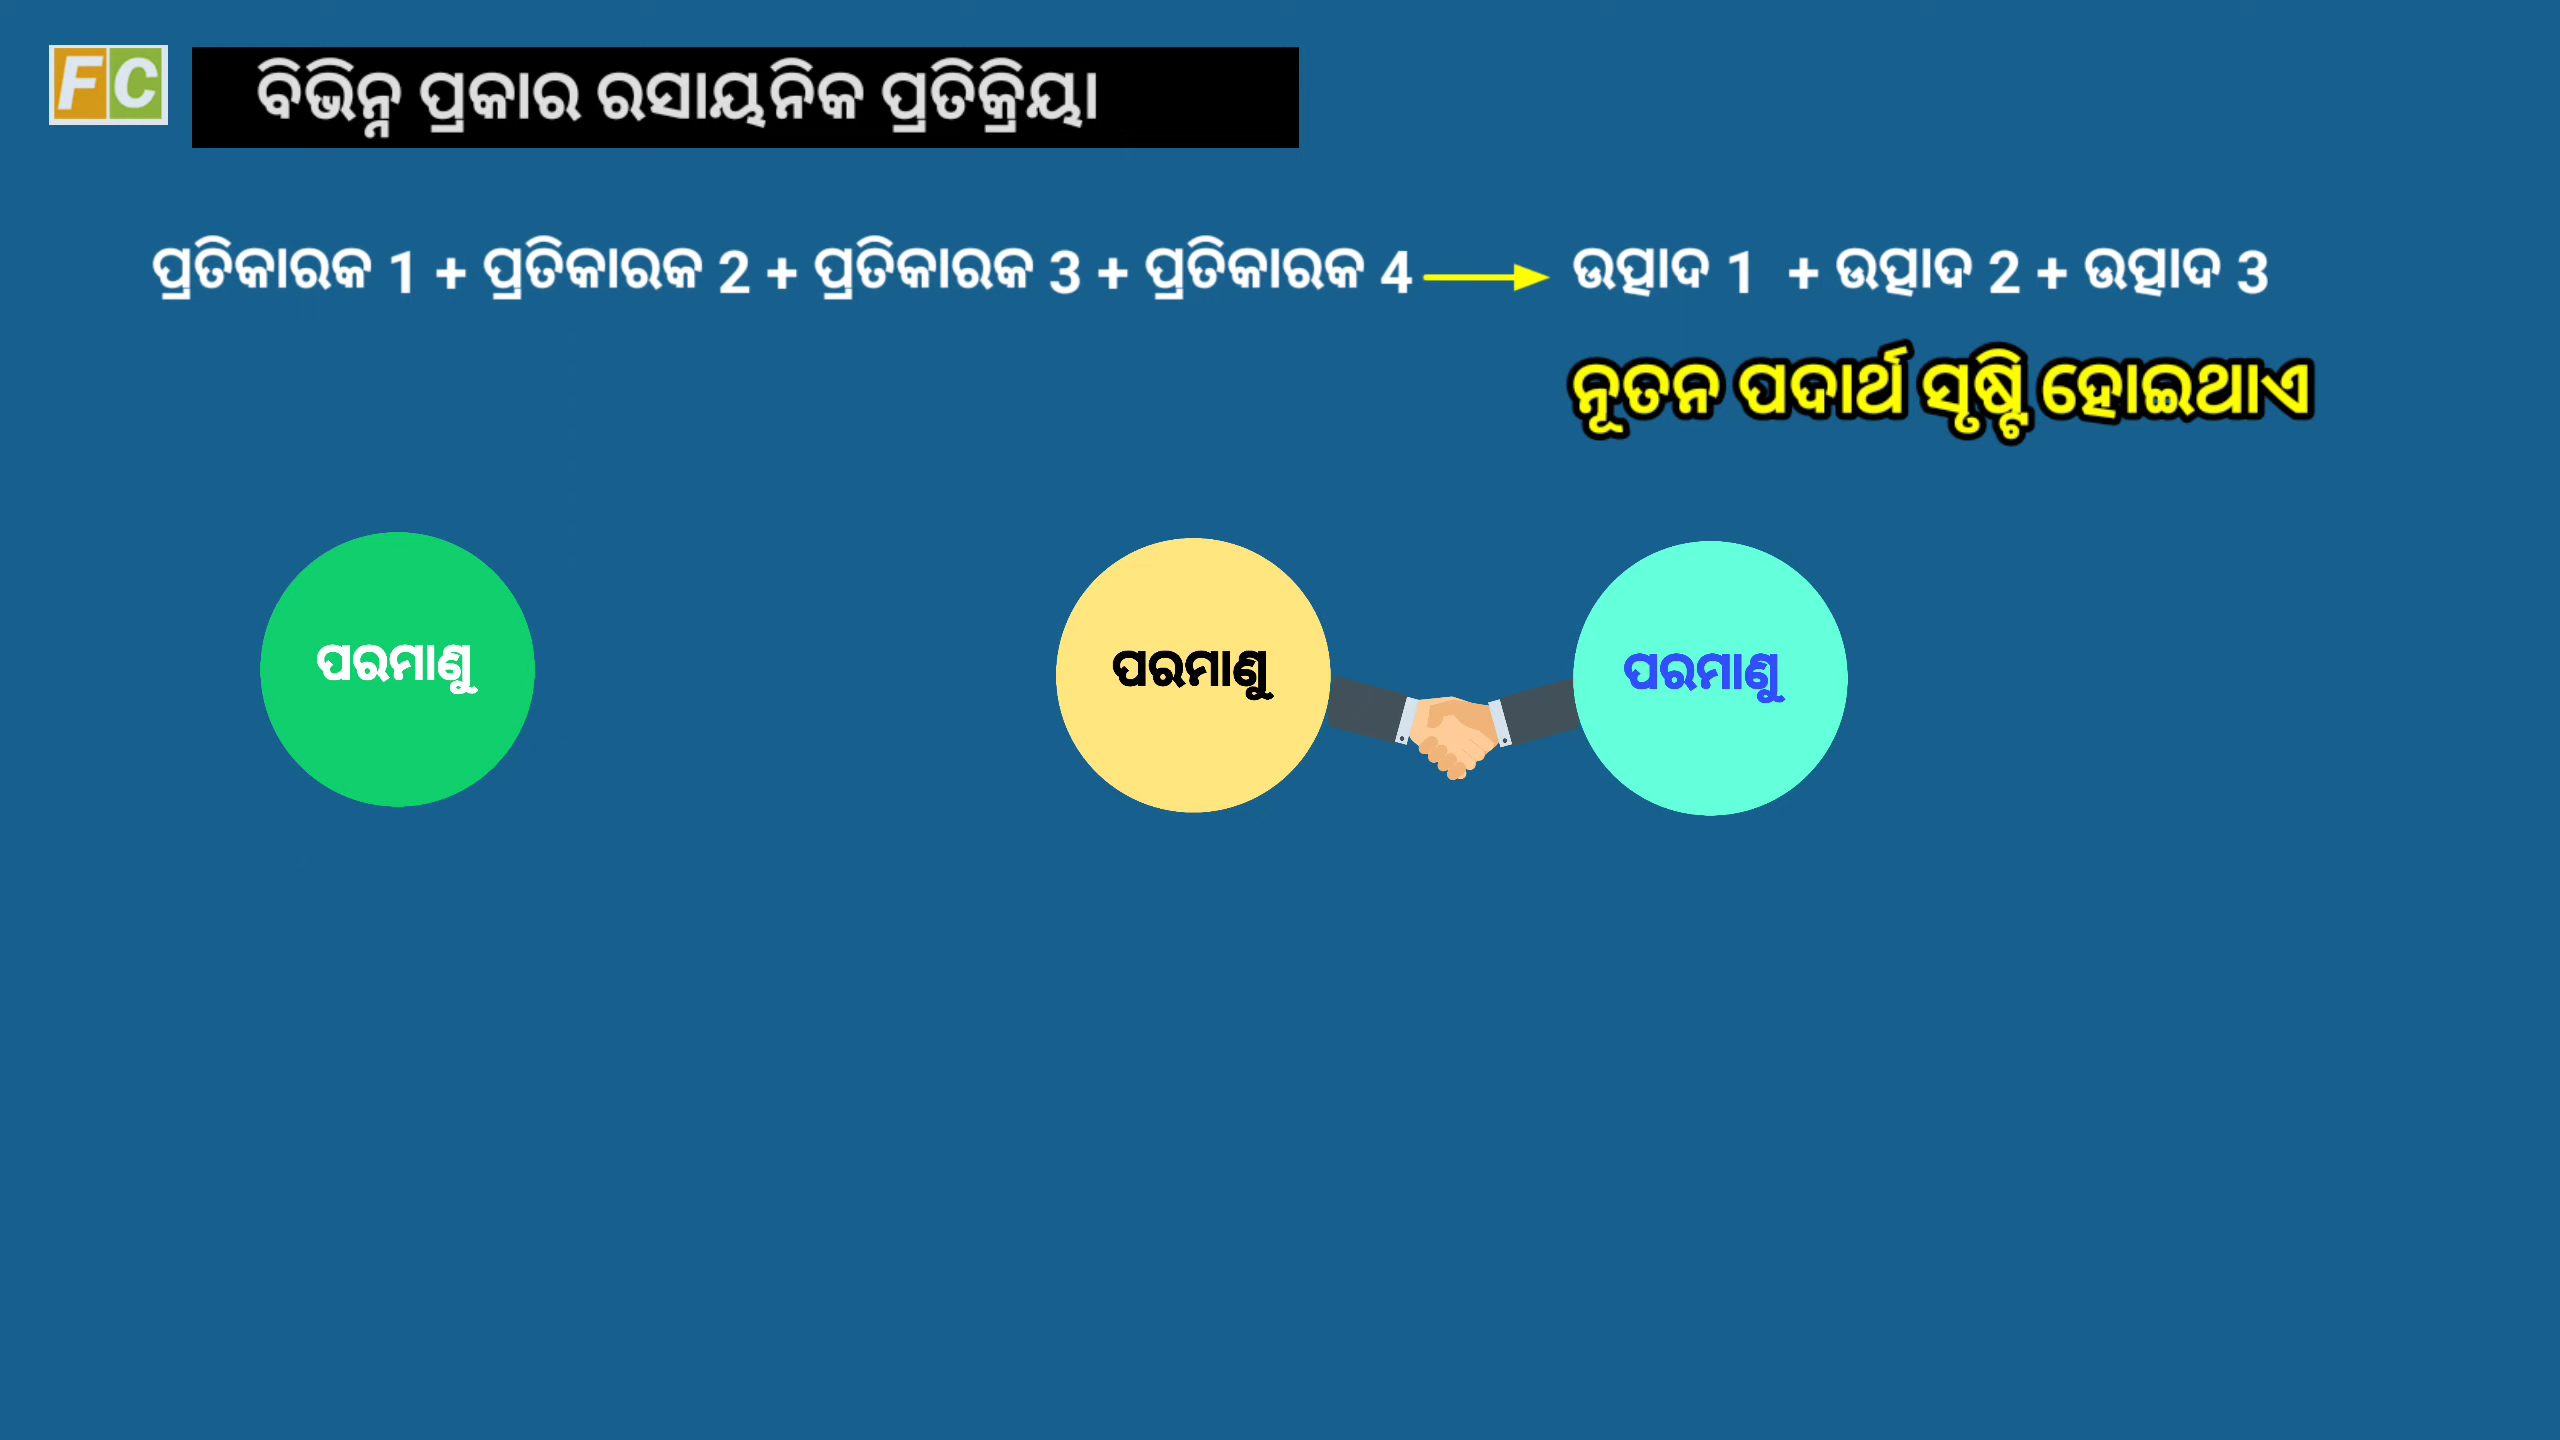 FC
ବିଭିନ୍ନ ପ୍ରକାର ରସାୟନିକ ପ୍ରତିକ୍ରିୟା
ପ୍ରତିକାରକ 1 + ପ୍ରତିକାରକ 2 + ପ୍ରତିକାରକ 3 + ପ୍ରତିକାରକ 4 ⟶ ଉତ୍ପାଦ 1 + ଉତ୍ପାଦ 2 + ଉତ୍ପାଦ 3
ନୂତନ ପଦାର୍ଥ ସୃଷ୍ଟି ହୋଇଥାଏ
ପରମାଣୁ ପରମାଣୁ ପରମାଣୁ